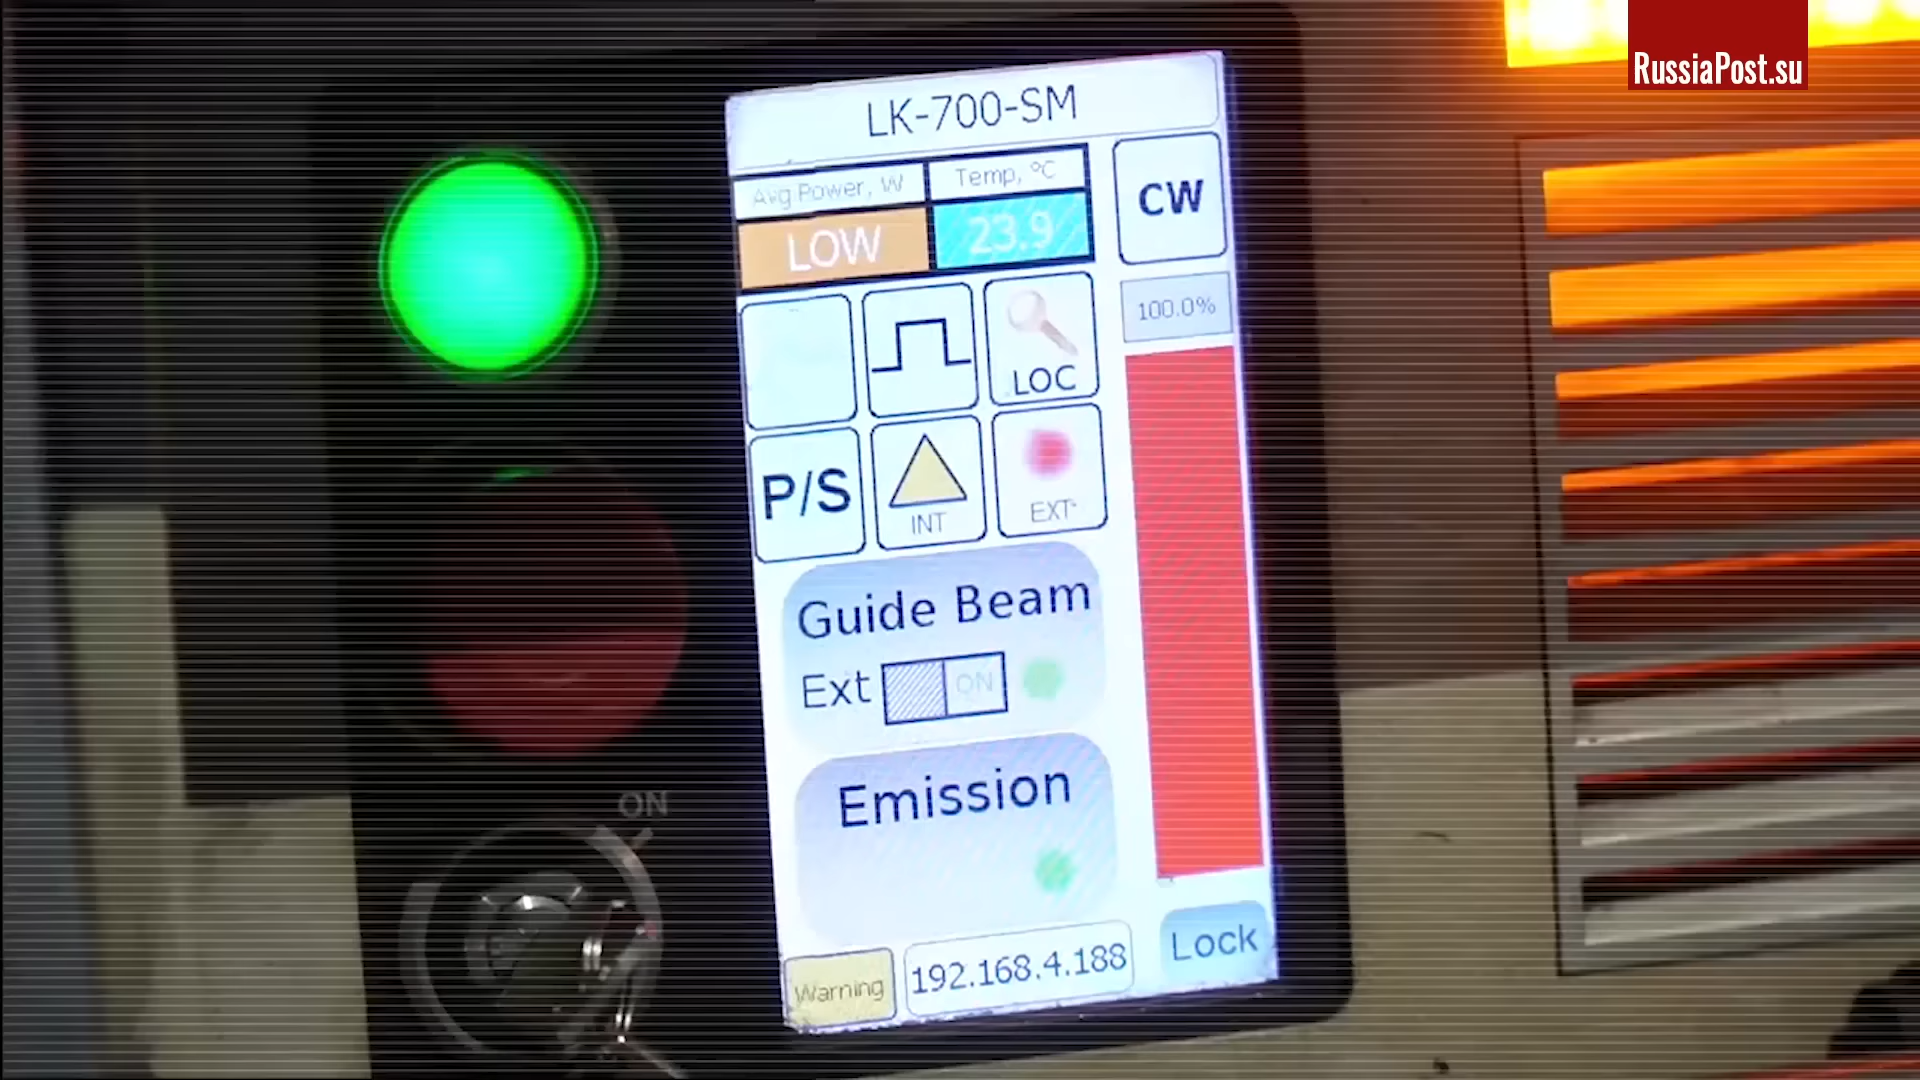 RussiaPost.su
LK-700-SM
Avg Power, W
Temp, °C
CW
LOW
23.9
100.0%
LOC
P/S
INT
EXT
Guide Beam
Ext
ON
Emission
ON
Warning
192.168.4.188
Lock